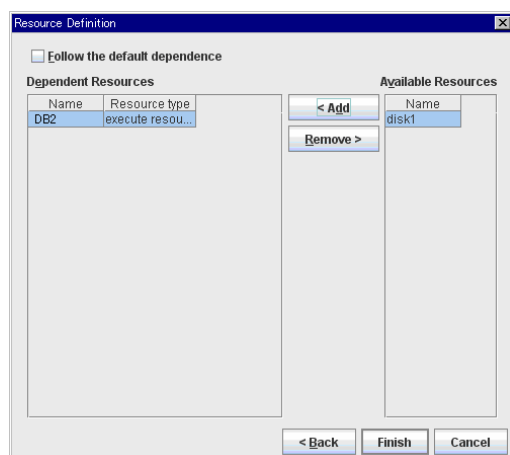 Resource Definition
Follow the default dependence
Dependent Resources
Available Resources
Name Resource type
DB2 execute resou...
< Add
Remove >
Name
disk1
< Back Finish Cancel